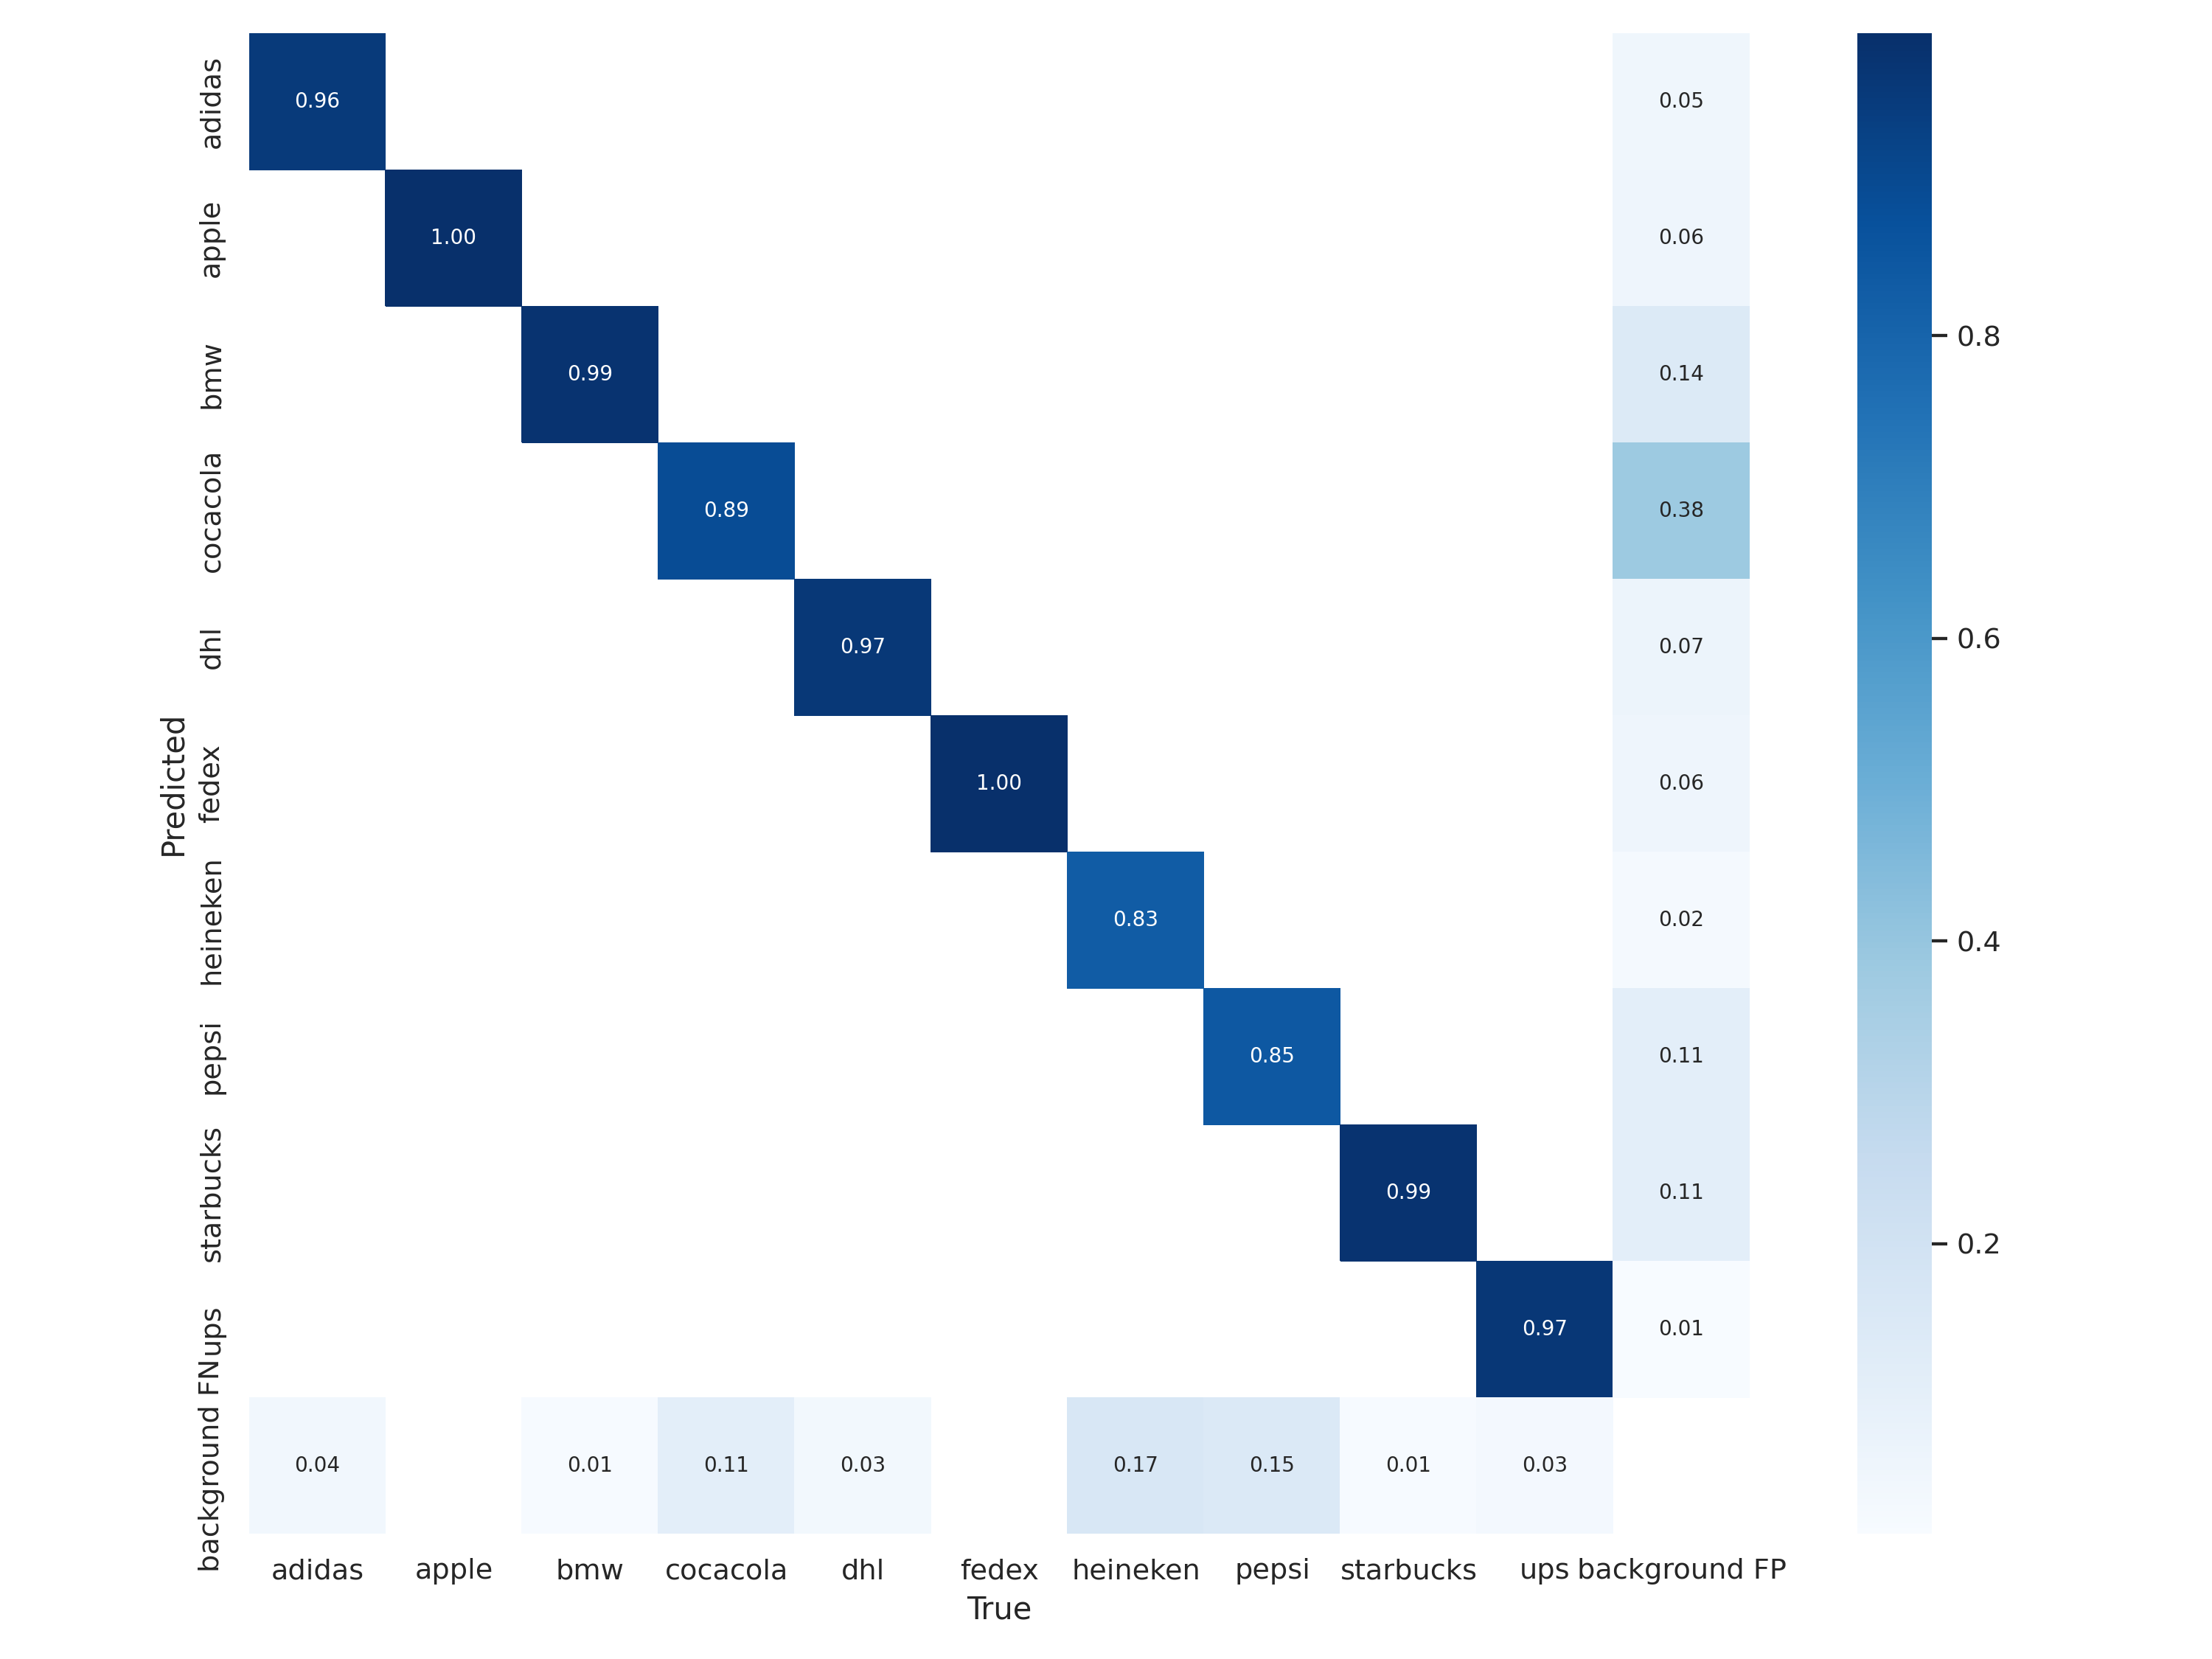 adidas 0.96 0.05
apple 1.00 0.06
bmw 0.99 0.14
0.8
cocacola 0.89 0.38
dhl 0.97 0.07
0.6
Predicted
fedex 1.00 0.06
heineken 0.83 0.02
0.4
pepsi 0.85 0.11
starbucks 0.99 0.11
0.2
ups 0.97 0.01
background FN 0.04 0.01 0.11 0.03 0.17 0.15 0.01 0.03
adidas apple bmw cocacola dhl fedex heineken pepsi starbucks ups background FP
True